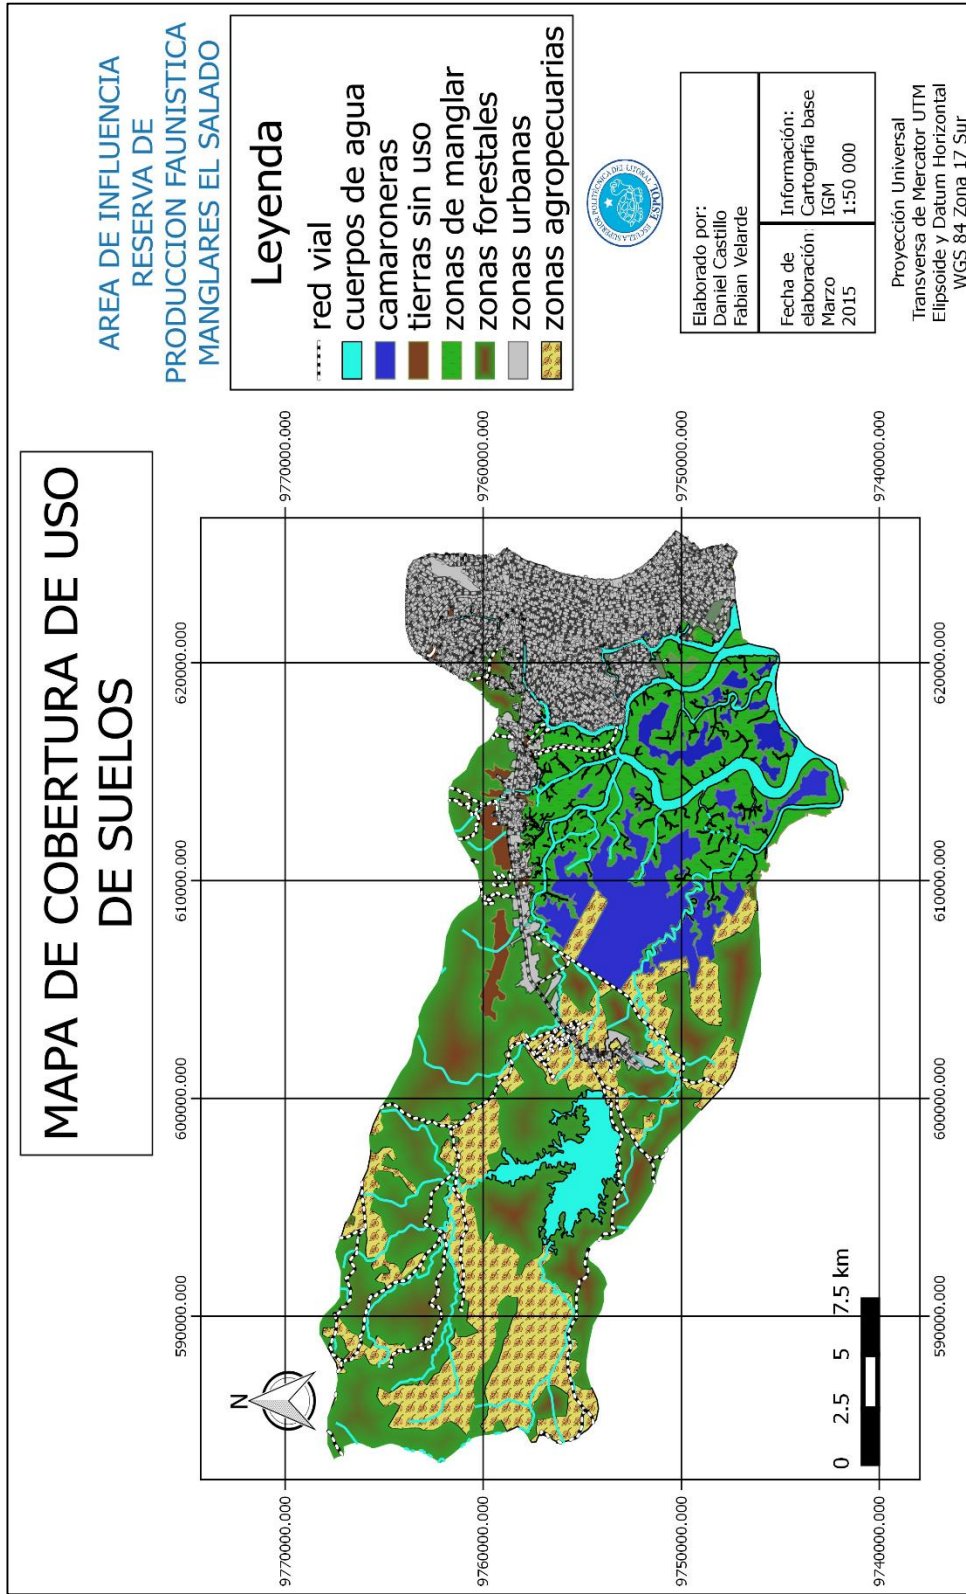 MAPA DE COBERTURA DE USO
DE SUELOS
AREA DE INFLUENCIA
RESERVA DE
PRODUCCION FAUNISTICA
MANGLARES EL SALADO
Leyenda
red vial
cuerpos de agua
camaroneras
tierras sin uso
zonas de manglar
zonas forestales
zonas urbanas
zonas agropecuarias
ESCUELA SUPERIOR POLITECNICA DEL LITORAL
ESPOL
Elaborado por:
Daniel Castillo
Fabian Velarde
Fecha de
elaboración:
Marzo
2015
Información:
Cartogrfía base
IGM
1:50 000
Proyección Universal
Transversa de Mercator UTM
Elipsoide y Datum Horizontal
WGS 84 Zona 17 Sur
N
590000.000
600000.000
610000.000
620000.000
9770000.000
9760000.000
9750000.000
9740000.000
9770000.000
9760000.000
9750000.000
9740000.000
0 2.5 5 7.5 km
590000.000
600000.000
610000.000
620000.000